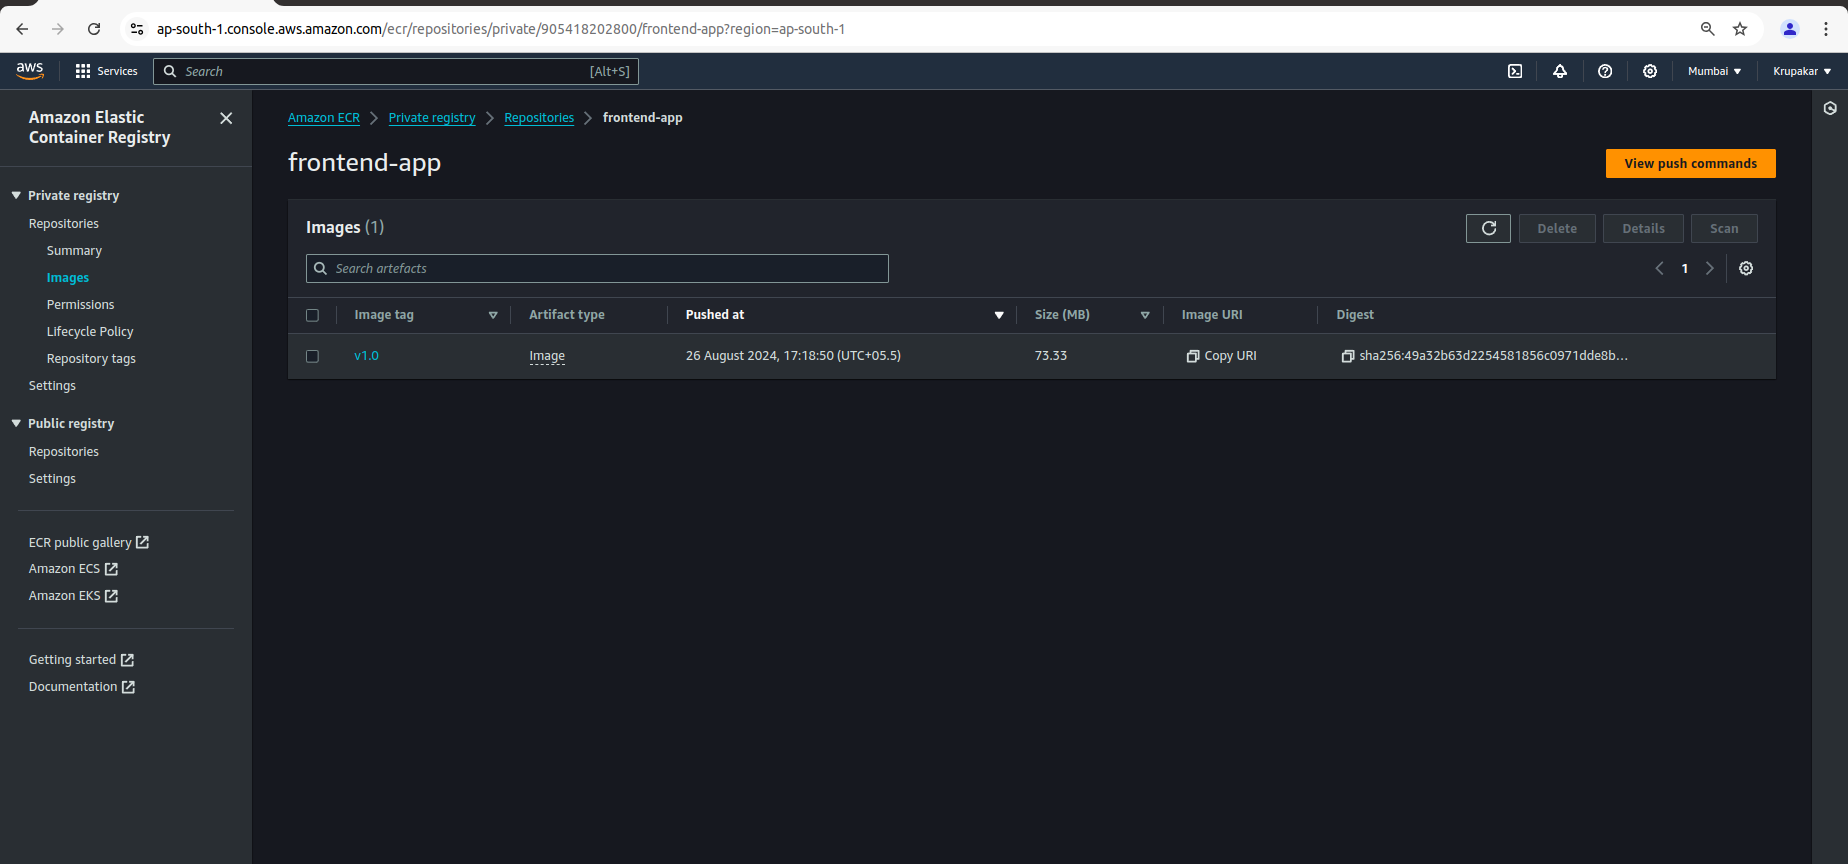 ap-south-1.console.aws.amazon.com/ecr/repositories/private/905418202800/frontend-app?region=ap-south-1
aws Services Search [Alt+S] Mumbai Krupakar
Amazon Elastic
Container Registry
Private registry
Repositories
Summary
Images
Permissions
Lifecycle Policy
Repository tags
Settings
Public registry
Repositories
Settings
ECR public gallery
Amazon ECS
Amazon EKS
Getting started
Documentation
Amazon ECR Private registry Repositories frontend-app
frontend-app View push commands
Images (1) Delete Details Scan
Search artefacts 1
Image tag Artifact type Pushed at Size (MB) Image URI Digest
v1.0 Image 26 August 2024, 17:18:50 (UTC+05.5) 73.33 Copy URI sha256:49a32b63d2254581856c0971dde8b...